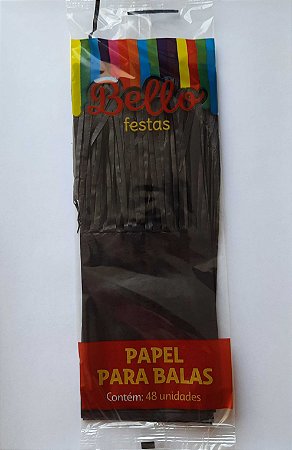 Bello
festas
PAPEL
PARA BALAS
Contém: 48 unidades